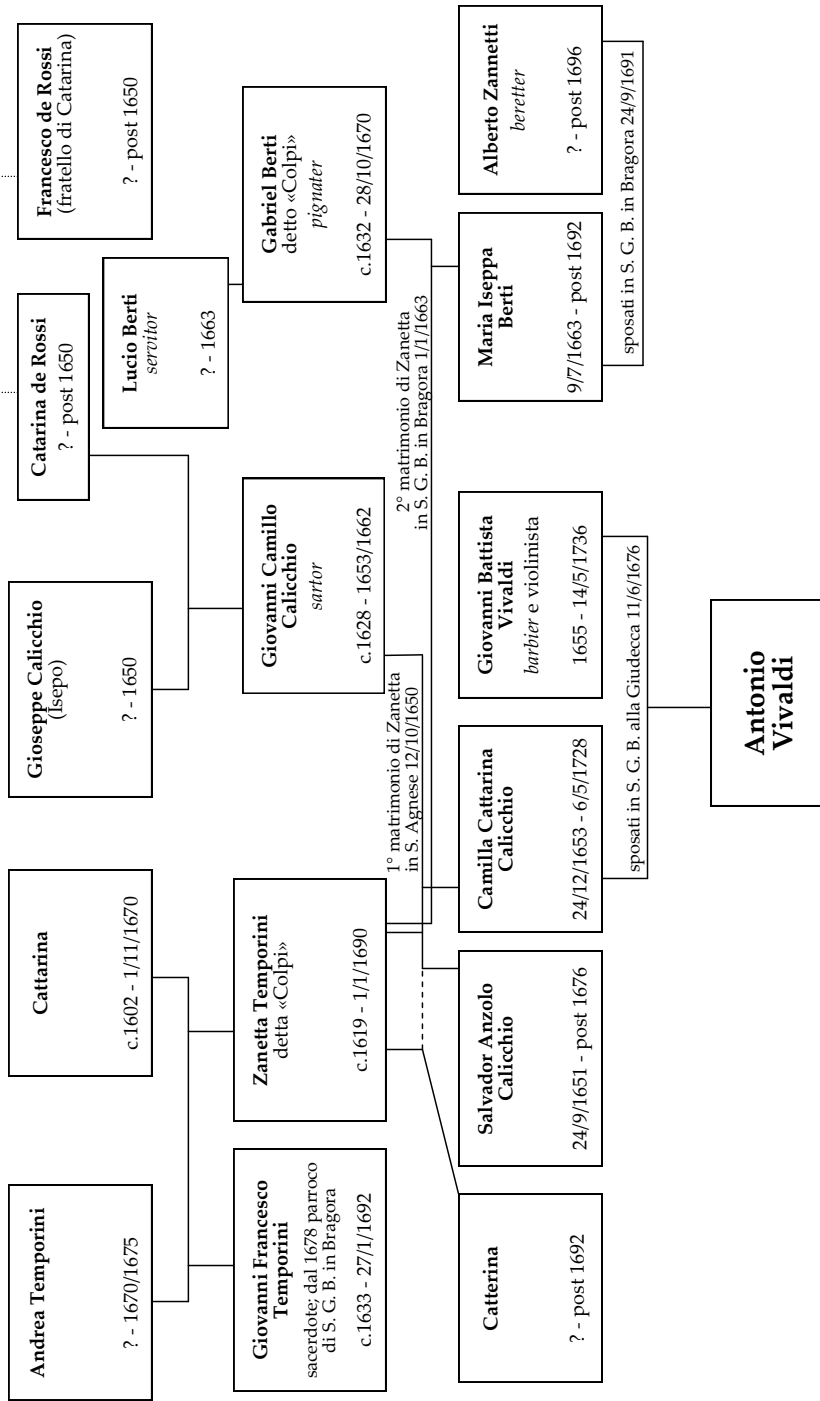 Andrea Temporini
? - 1670/1675
Cattarina
c.1602 - 1/11/1670
Gioseppe Calicchio
(Isepo)
? - 1650
Catarina de Rossi
? - post 1650
Francesco de Rossi
(fratello di Catarina)
? - post 1650
Lucio Berti
servitor
? - 1663
Giovanni Francesco
Temporini
sacerdote; dal 1678 parroco
di S. G. B. in Bragora
c.1633 - 27/1/1692
Zanetta Temporini
detta «Colpi»
c.1619 - 1/1/1690
Giovanni Camillo
Calicchio
sartor
c.1628 - 1653/1662
Gabriel Berti
detto «Colpi»
pignater
c.1632 - 28/10/1670
1° matrimonio di Zanetta
in S. Agnese 12/10/1650
2° matrimonio di Zanetta
in S. G. B. in Bragora 1/1/1663
Catterina
? - post 1692
Salvador Anzolo
Calicchio
24/9/1651 - post 1676
Camilla Cattarina
Calicchio
24/12/1653 - 6/5/1728
Giovanni Battista
Vivaldi
barbier e violinista
1655 - 14/5/1736
Maria Iseppa
Berti
9/7/1663 - post 1692
Alberto Zannetti
beretter
? - post 1696
sposati in S. G. B. alla Giudecca 11/6/1676
sposati in S. G. B. in Bragora 24/9/1691
Antonio
Vivaldi